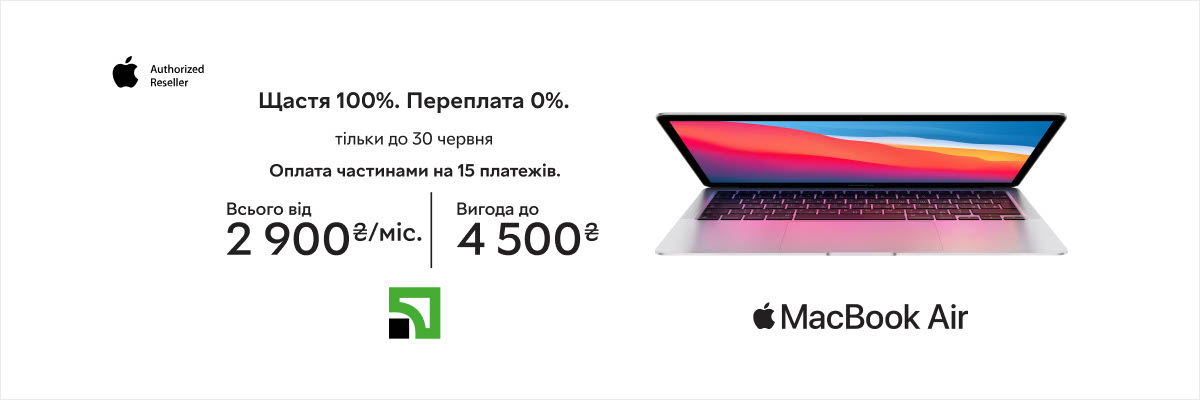 Authorized
Reseller
Щастя 100%. Переплата 0%.
тільки до 30 червня
Оплата частинами на 15 платежів.
Всього від
2 900₴/міс.
Вигода до
4 500₴
MacBook Air